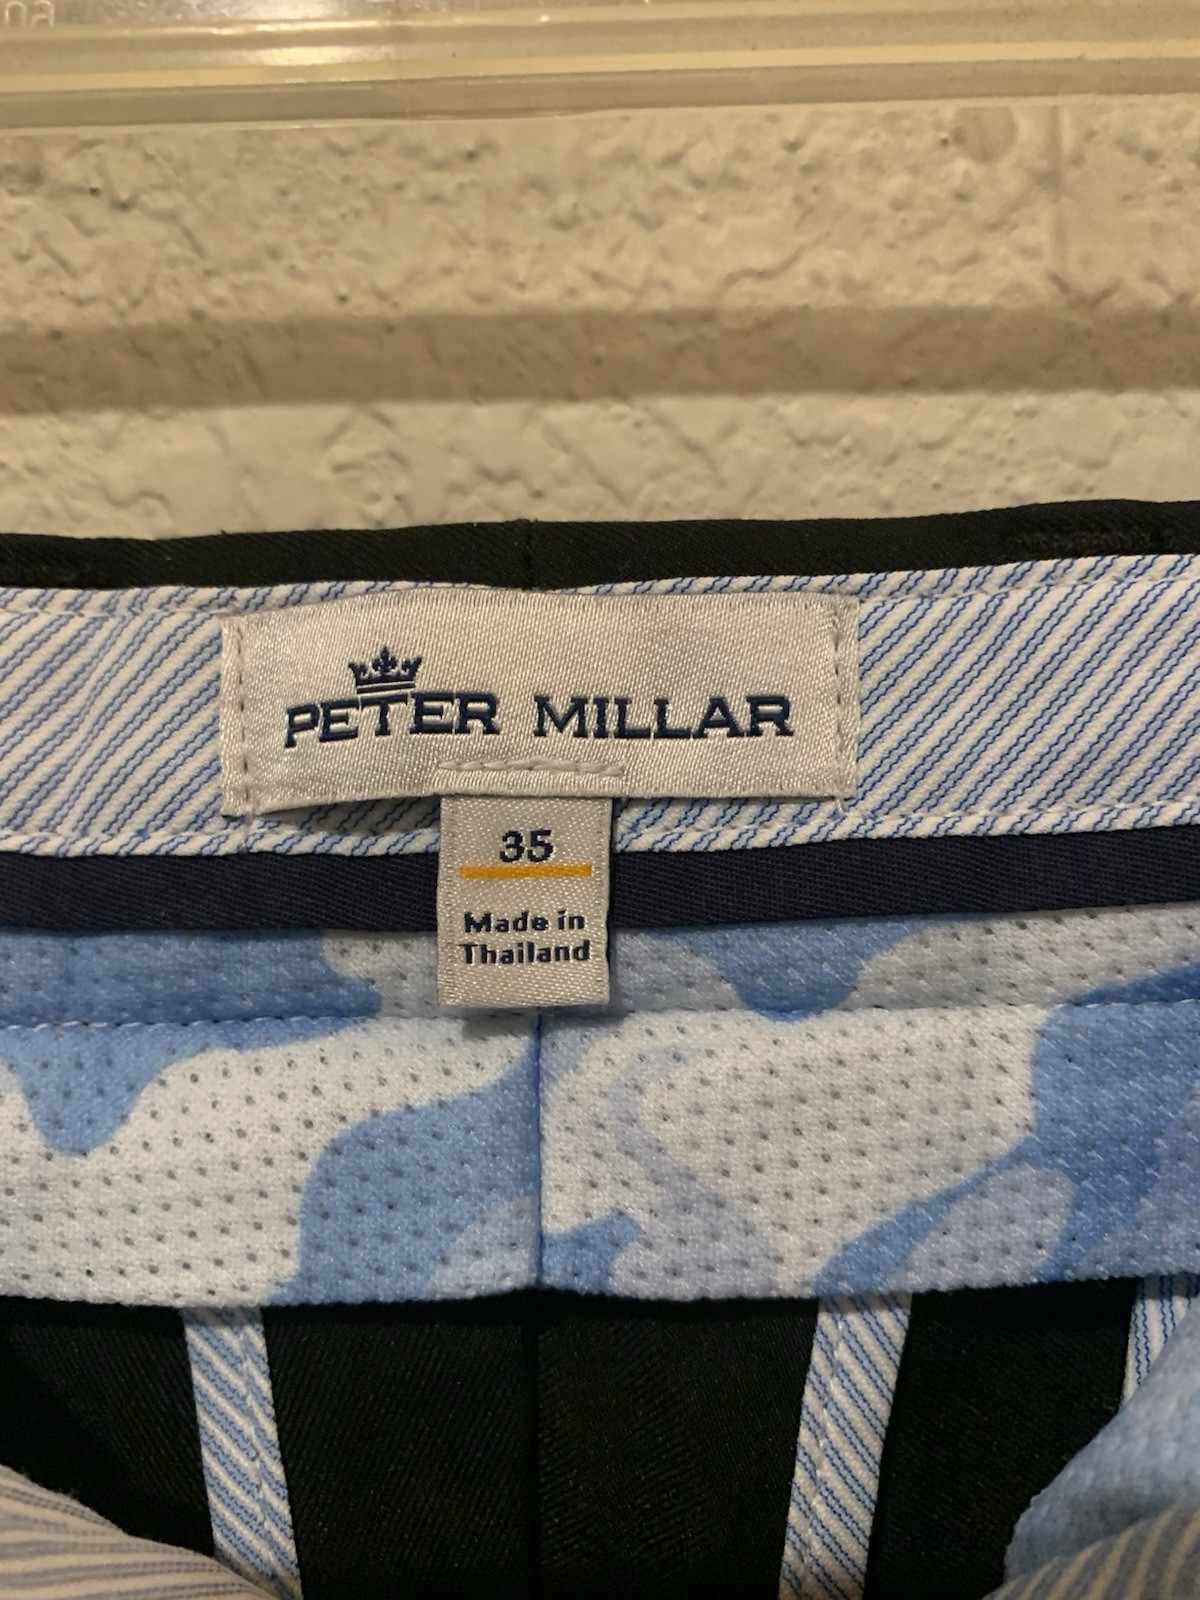 PETER MILLAR
35
Made in
Thailand